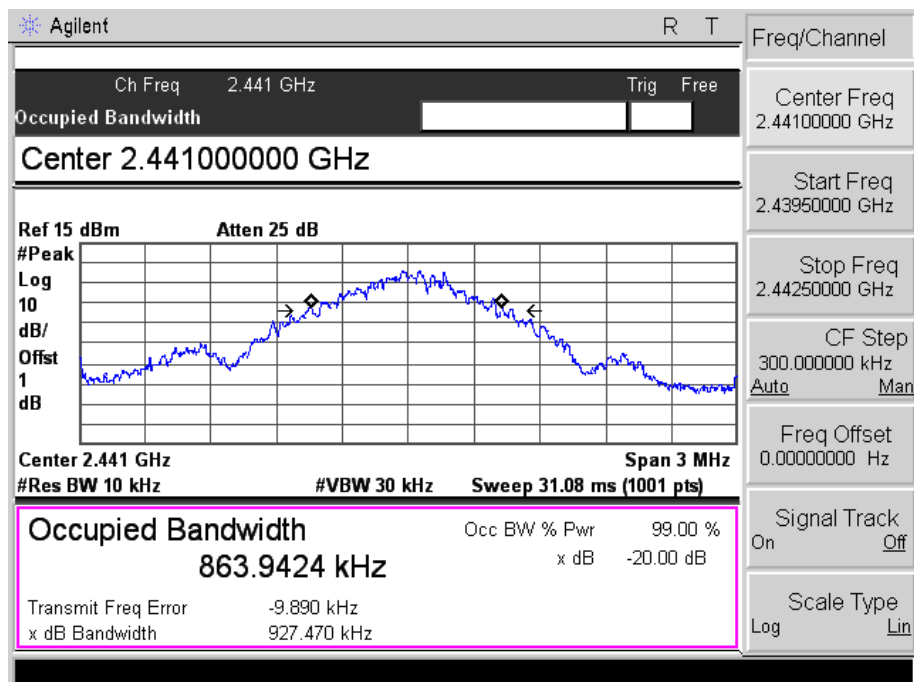 Agilent R T
Ch Freq 2.441 GHz Trig Free
Occupied Bandwidth
Center 2.441000000 GHz
Ref 15 dBm Atten 25 dB
#Peak
Log
10
dB/
Offst
1
dB
Center 2.441 GHz Span 3 MHz
#Res BW 10 kHz #VBW 30 kHz Sweep 31.08 ms (1001 pts)
Occupied Bandwidth Occ BW % Pwr 99.00 %
863.9424 kHz x dB -20.00 dB
Transmit Freq Error -9.890 kHz
x dB Bandwidth 927.470 kHz
Freq/Channel
Center Freq
2.44100000 GHz
Start Freq
2.43950000 GHz
Stop Freq
2.44250000 GHz
CF Step
300.000000 kHz
Auto Man
Freq Offset
0.00000000 Hz
Signal Track
On Off
Scale Type
Log Lin